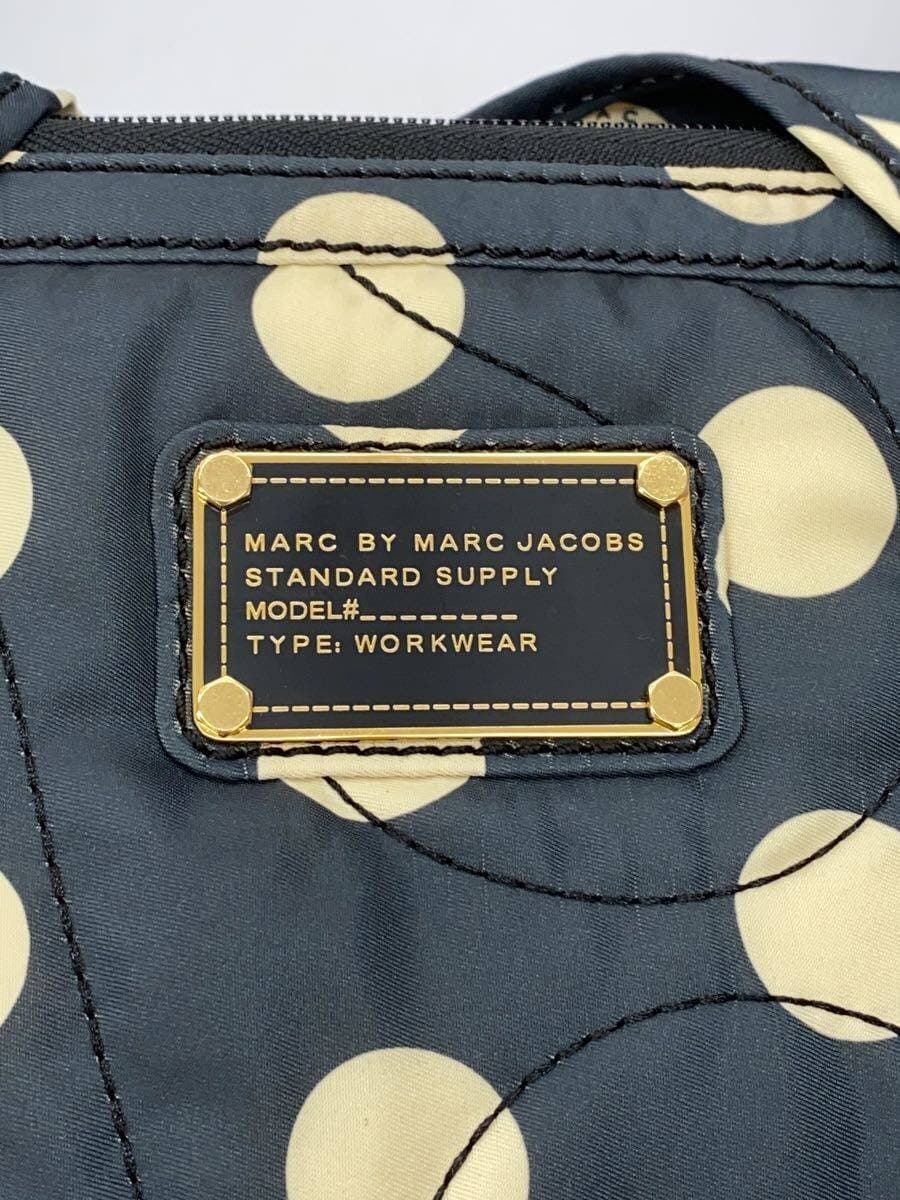 MARC BY MARC JACOBS
STANDARD SUPPLY
MODEL#________
TYPE: WORKWEAR